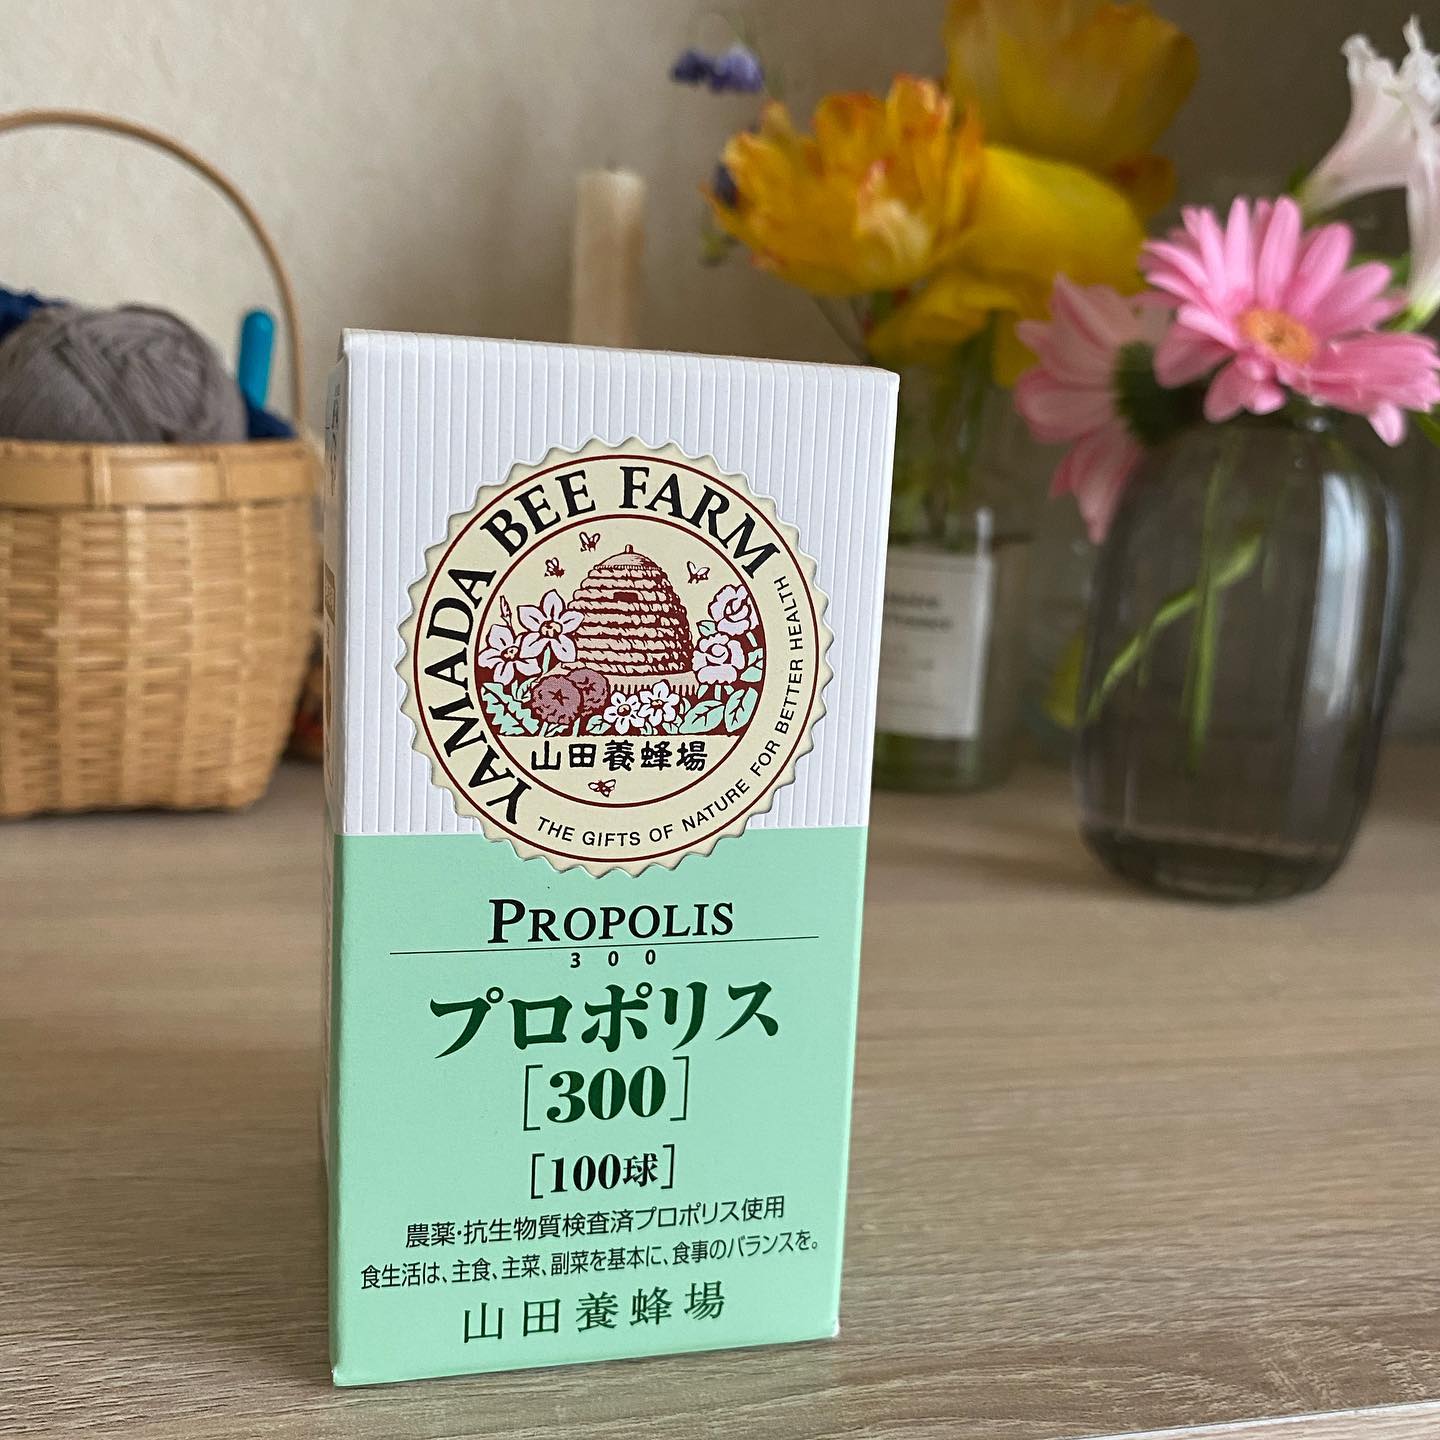 YAMADA BEE FARM
THE GIFTS OF NATURE FOR BETTER HEALTH
山田養蜂場
PROPOLIS
300
プロポリス
[300]
[100球]
農薬・抗生物質検査済プロポリス使用
食生活は、主食、主菜、副菜を基本に、食事のバランスを。
山田養蜂場